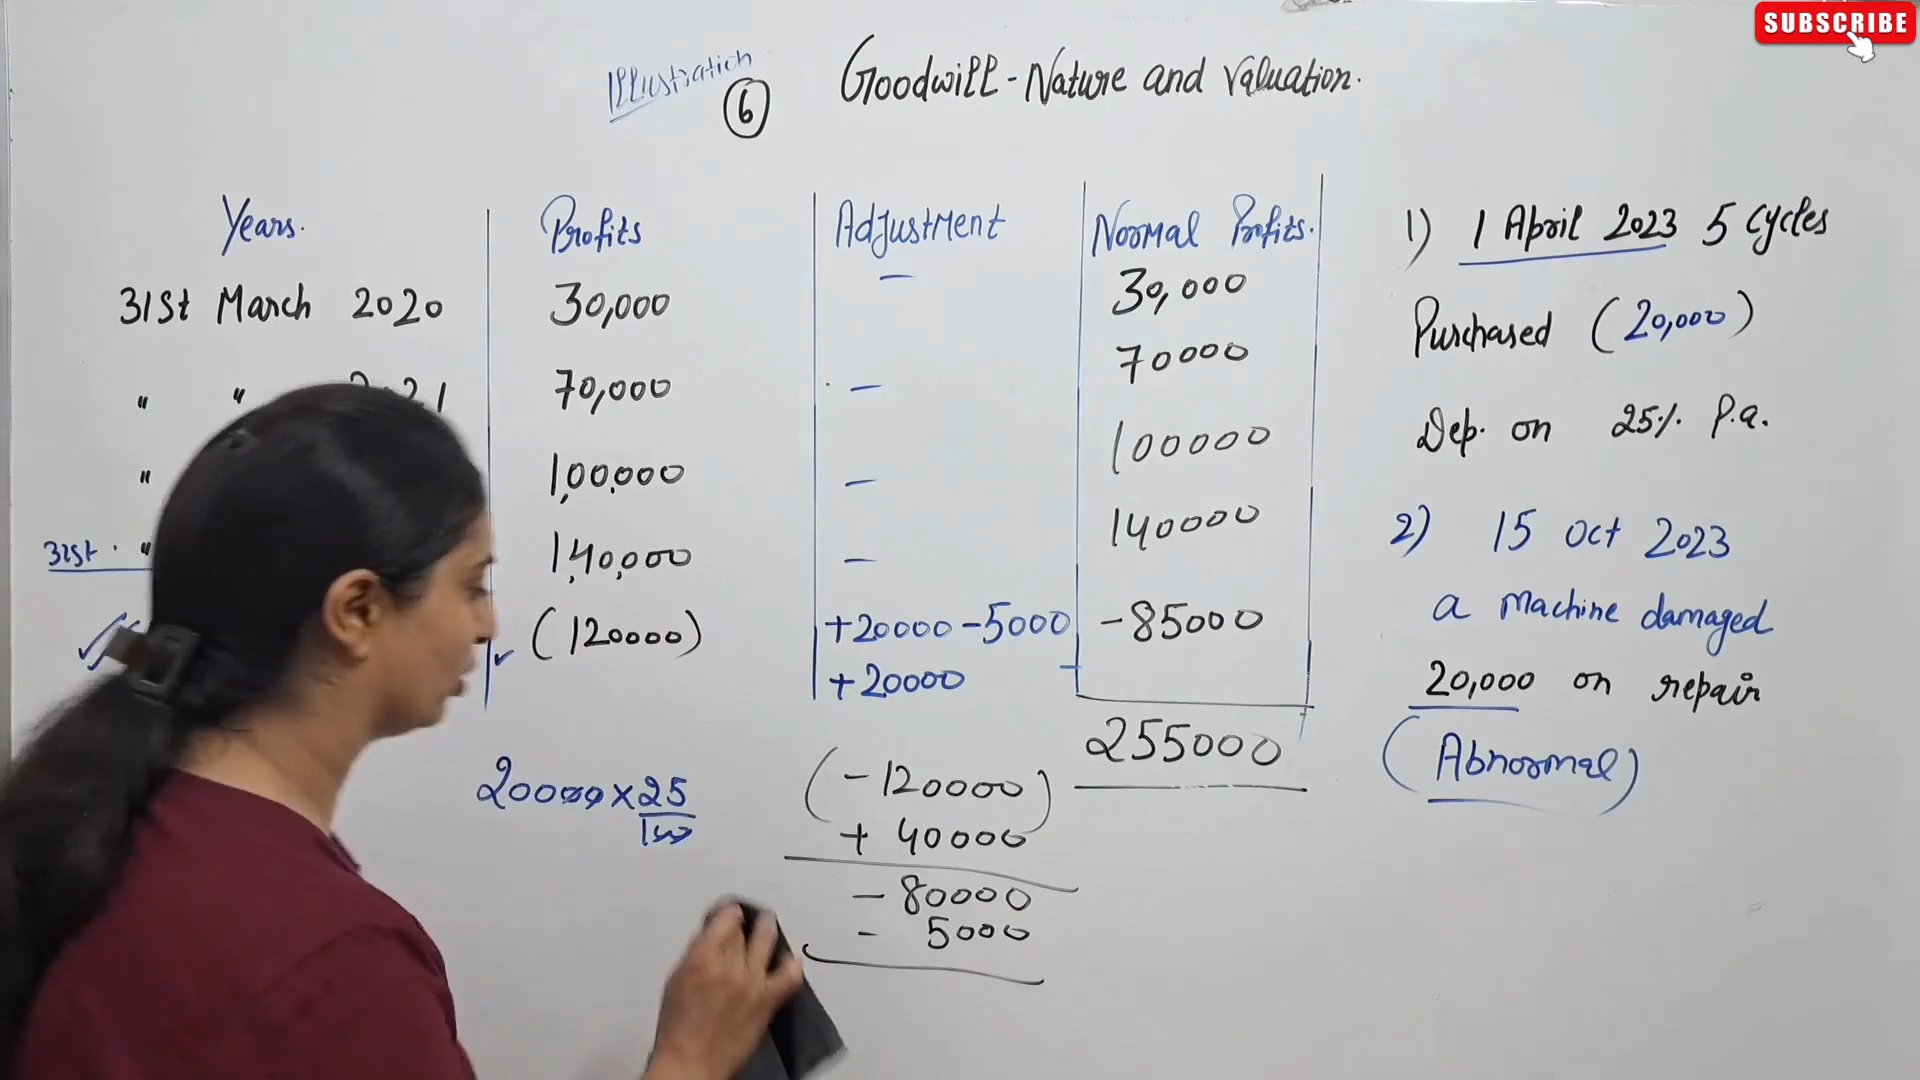 SUBSCRIBE
Illustration
6
Goodwill - Nature and Valuation.
Years. Profits Adjustment Normal Profits.
31st March 2020 30,000 – 30,000
" " 70,000 – 70000
" 1,00,000 – 100000
31st. " 1,40,000 – 140000
(120000) +20000 -5000 -85000
+20000
255000
20000 × 25
100
(-120000)
+ 40000
- 80000
- 5000
1) 1 April 2023 5 Cycles
Purchased (20,000)
Dep. on 25% P.a.
2) 15 Oct 2023
a Machine damaged
20,000 on repair
(Abnormal)